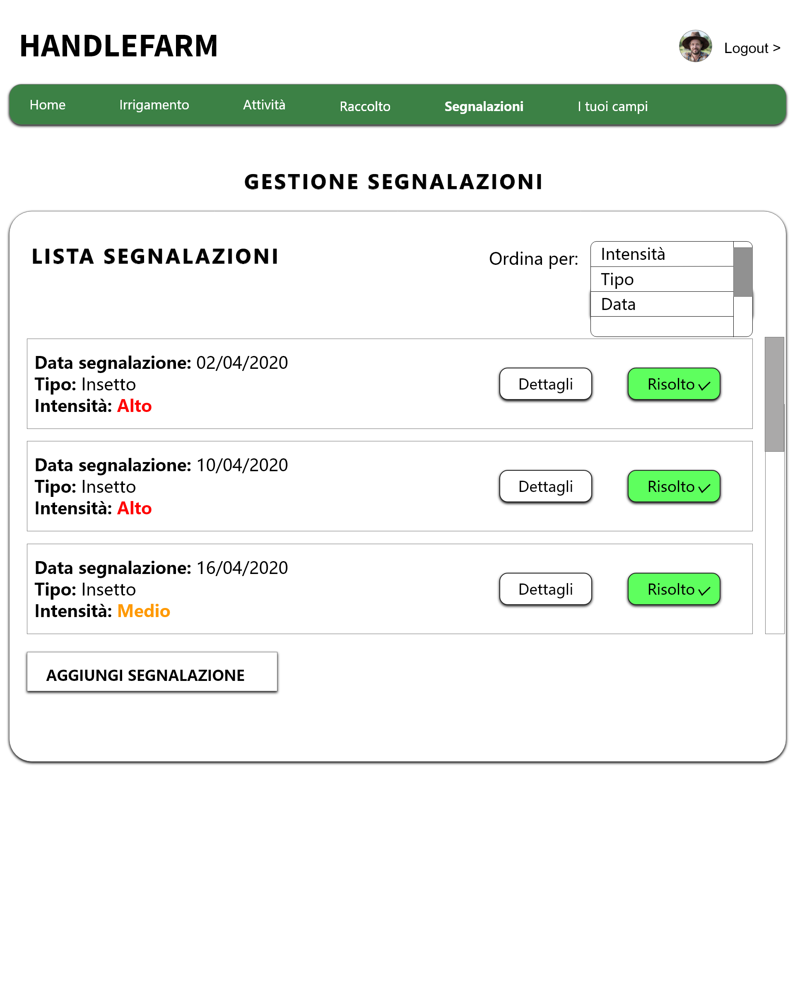 HANDLEFARM
Logout >
Home Irrigamento Attività Raccolto Segnalazioni I tuoi campi
GESTIONE SEGNALAZIONI
LISTA SEGNALAZIONI
Ordina per:
Intensità
Tipo
Data
Data segnalazione: 02/04/2020
Tipo: Insetto
Intensità: Alto
Dettagli
Risolto
Data segnalazione: 10/04/2020
Tipo: Insetto
Intensità: Alto
Dettagli
Risolto
Data segnalazione: 16/04/2020
Tipo: Insetto
Intensità: Medio
Dettagli
Risolto
AGGIUNGI SEGNALAZIONE